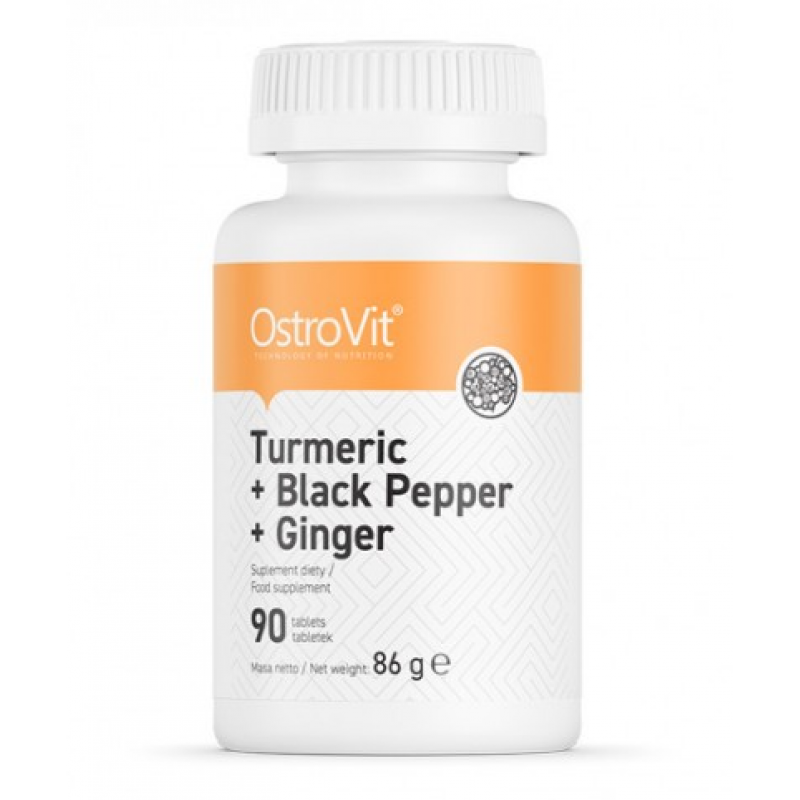 OstroVit®
TECHNOLOGY OF NUTRITION
Turmeric
+ Black Pepper
+ Ginger
Suplement diety /
Food supplement
90 tablets
tabletek
Masa netto / Net weight: 86 g ℮